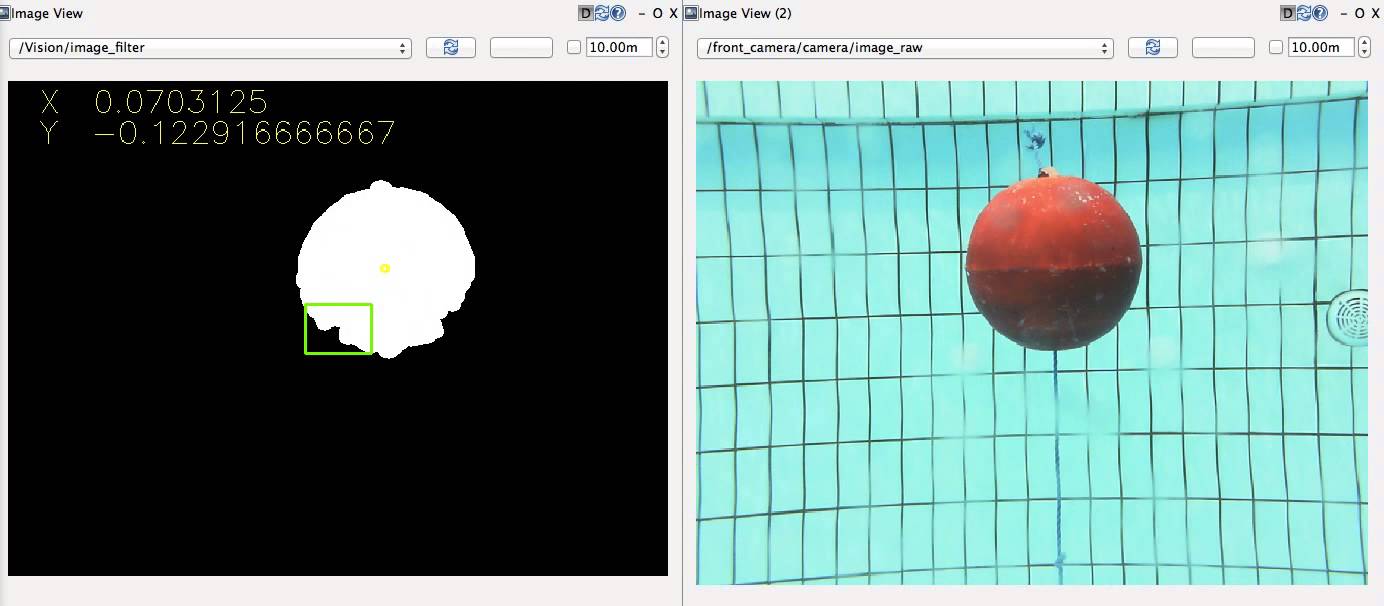 Image View
D
?
- O X
/Vision/image_filter
10.00m
X 0.0703125
Y -0.122916666667
Image View (2)
D
?
- O X
/front_camera/camera/image_raw
10.00m